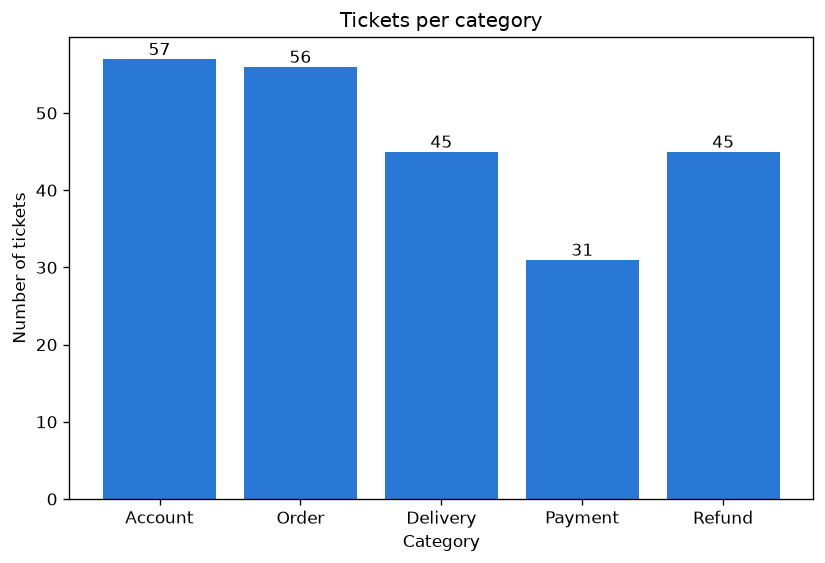 Tickets per category
57
56
45
31
45
Number of tickets
50
40
30
20
10
0
Account
Order
Delivery
Payment
Refund
Category